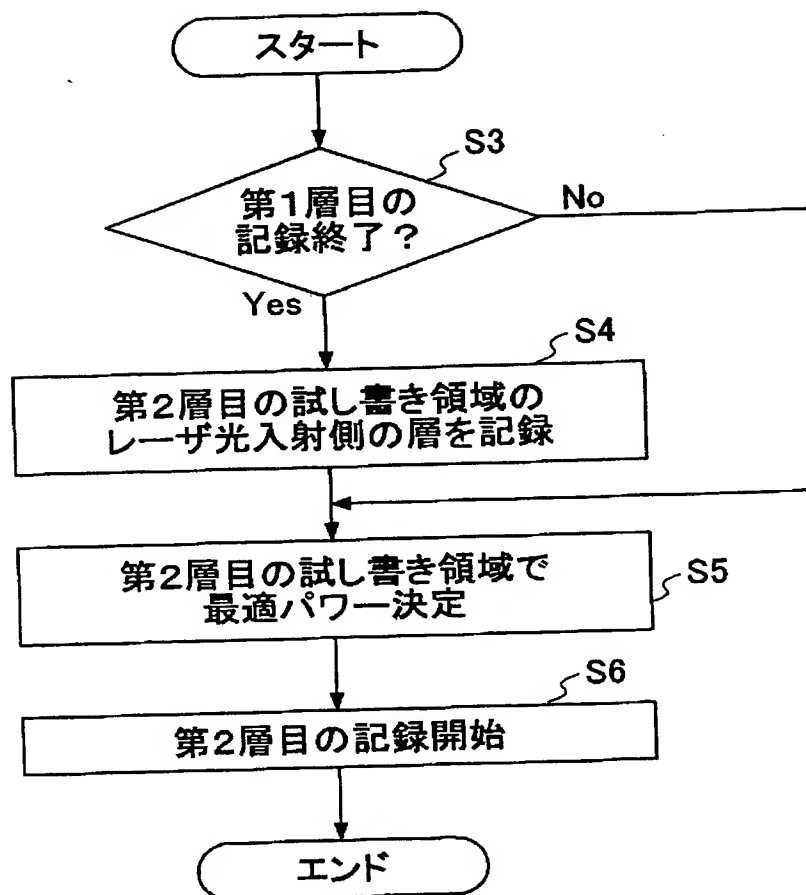 スタート
S3
第1層目の
記録終了？
No
Yes
S4
第2層目の試し書き領域の
レーザ光入射側の層を記録
第2層目の試し書き領域で
最適パワー決定
S5
S6
第2層目の記録開始
エンド